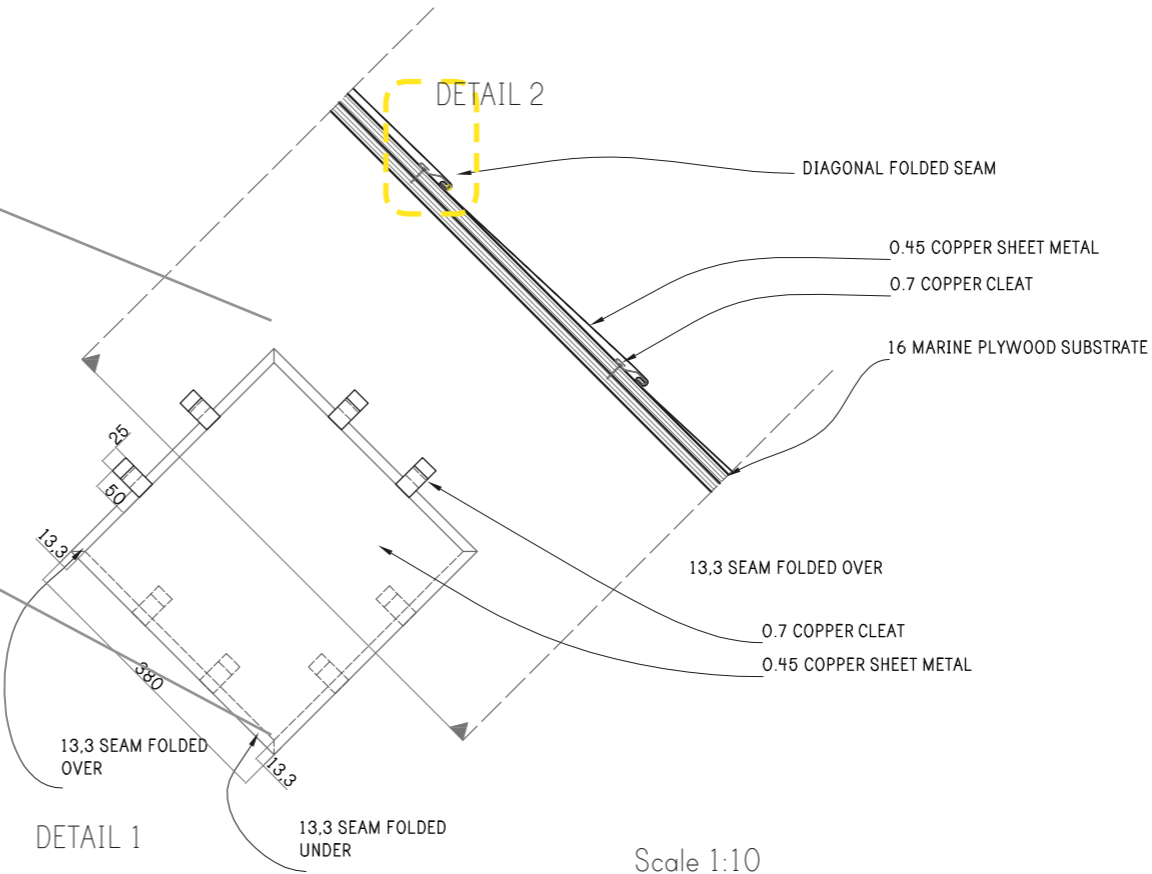 DETAIL 2
DIAGONAL FOLDED SEAM
0.45 COPPER SHEET METAL
0.7 COPPER CLEAT
16 MARINE PLYWOOD SUBSTRATE
25
50
13,3
13,3 SEAM FOLDED OVER
0.7 COPPER CLEAT
0.45 COPPER SHEET METAL
380
13,3 SEAM FOLDED
OVER
13,3
13,3 SEAM FOLDED
UNDER
DETAIL 1
Scale 1:10